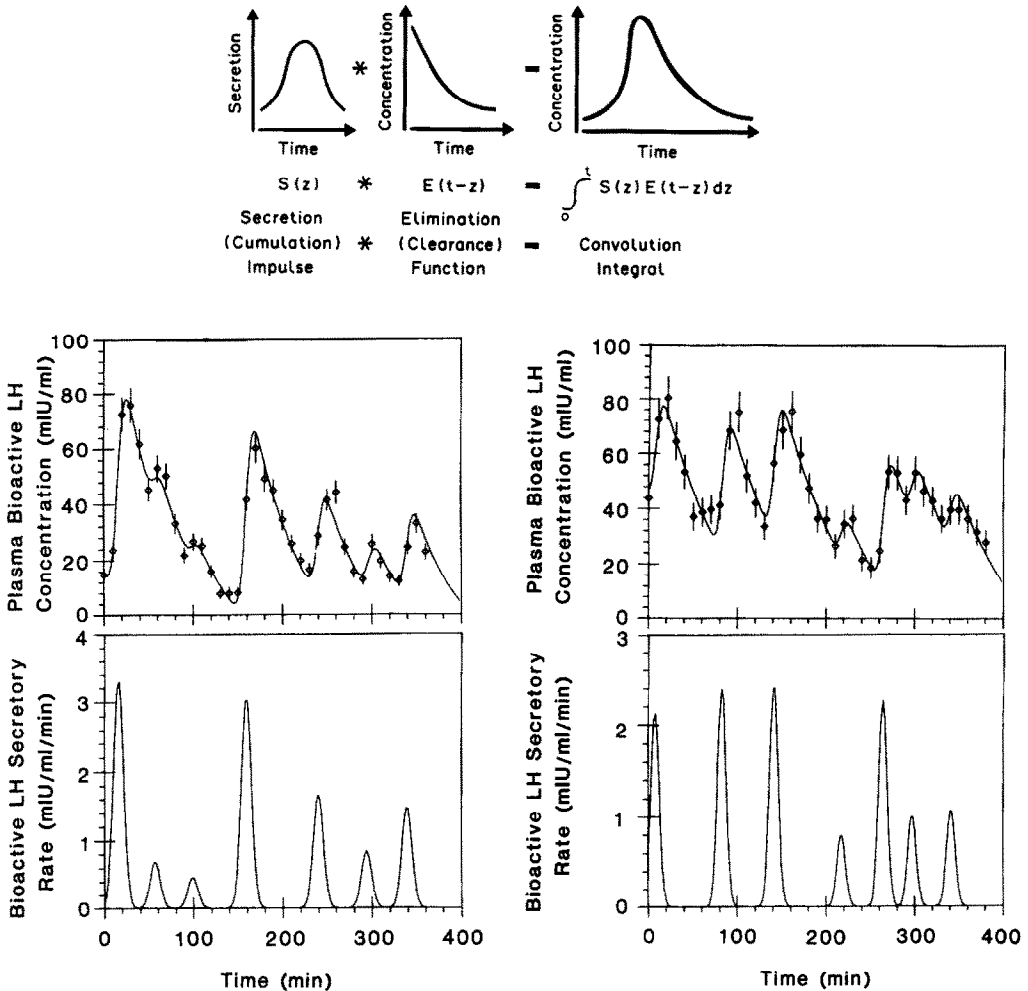 Secretion
*
Concentration
-
Concentration
Time
Time
Time
S(z) * E(t-z) - ∫ t o S(z)E(t-z)dz
Secretion Elimination
(Cumulation) * (Clearance) - Convolution
Impulse Function Integral
Plasma Bioactive LH
Concentration (mIU/ml)
100
80
60
40
20
0
Bioactive LH Secretory
Rate (mIU/ml/min)
4
3
2
1
0
0 100 200 300 400
Time (min)
Plasma Bioactive LH
Concentration (mIU/ml)
100
80
60
40
20
0
Bioactive LH Secretory
Rate (mIU/ml/min)
3
2
1
0
0 100 200 300 400
Time (min)